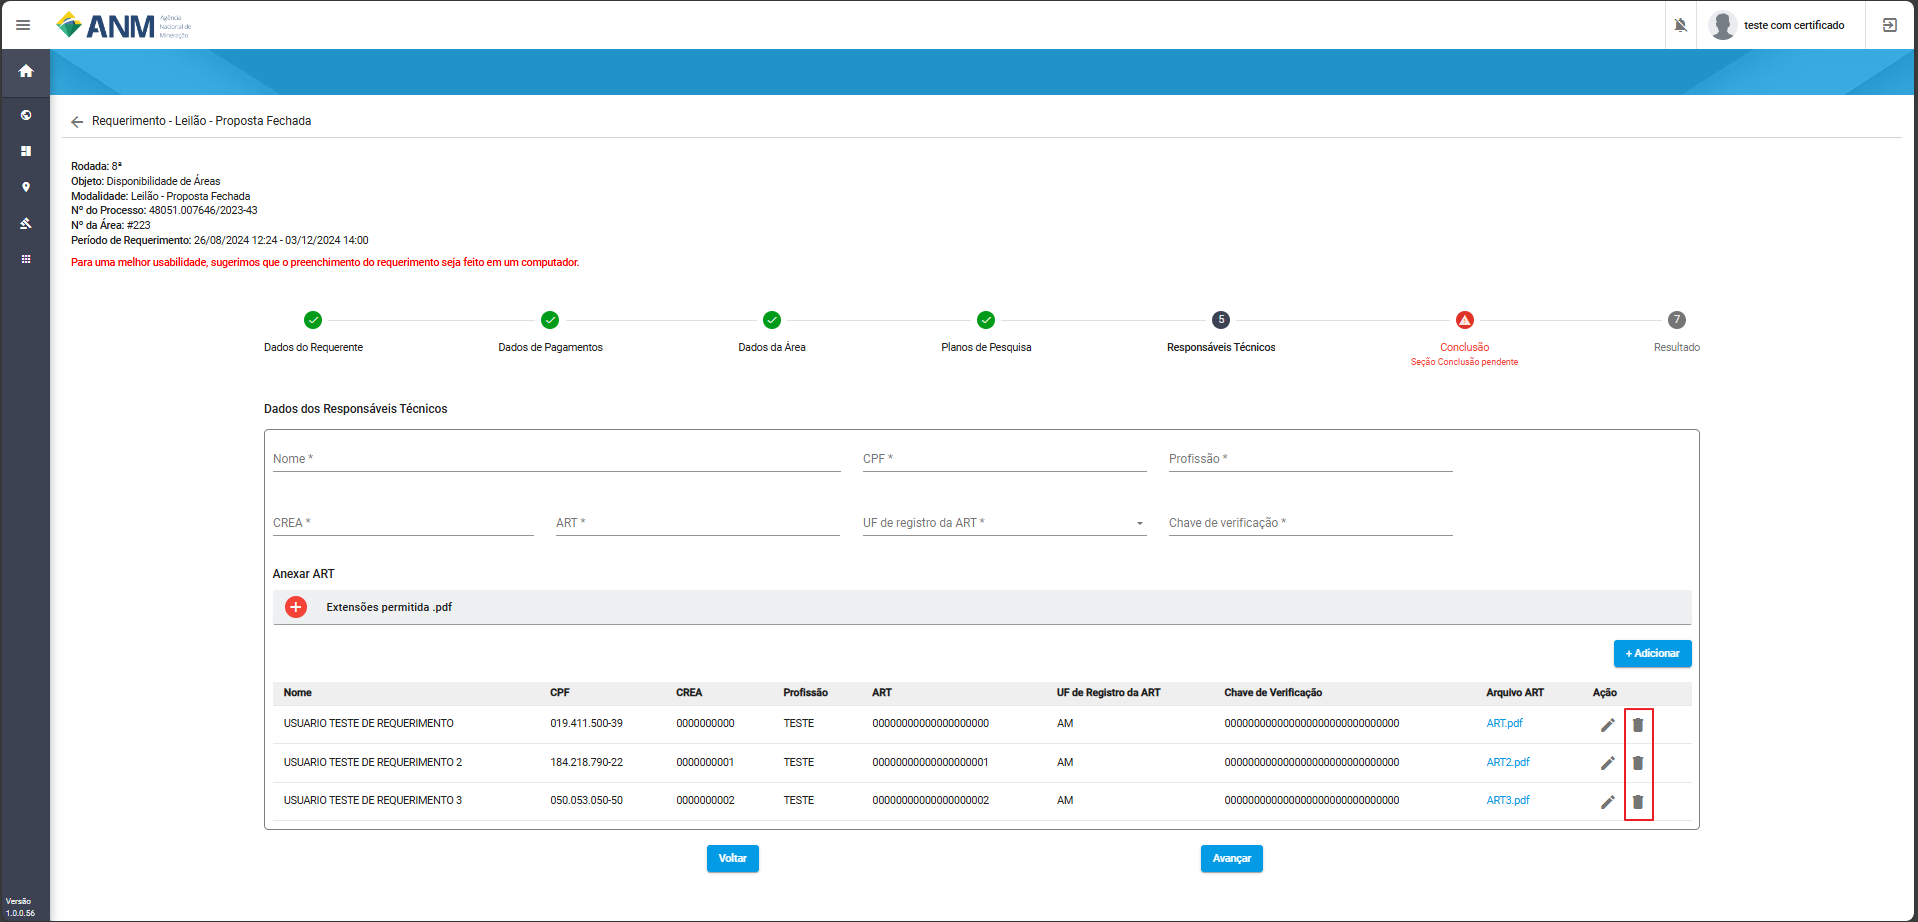 ANM
Agência
Nacional de
Mineração
teste com certificado
Requerimento - Leilão - Proposta Fechada
Rodada: 8ª
Objeto: Disponibilidade de Áreas
Modalidade: Leilão - Proposta Fechada
Nº do Processo: 48051.007646/2023-43
Nº da Área: #223
Período de Requerimento: 26/08/2024 12:24 - 03/12/2024 14:00
Para uma melhor usabilidade, sugerimos que o preenchimento do requerimento seja feito em um computador.
5 7
Dados do Requerente Dados de Pagamentos Dados da Área Planos de Pesquisa Responsáveis Técnicos Conclusão Resultado
Seção Conclusão pendente
Dados dos Responsáveis Técnicos
Nome * CPF * Profissão *
CREA * ART * UF de registro da ART * Chave de verificação *
Anexar ART
Extensões permitida .pdf
+ Adicionar
Nome CPF CREA Profissão ART UF de Registro da ART Chave de Verificação Arquivo ART Ação
USUARIO TESTE DE REQUERIMENTO 019.411.500-39 0000000000 TESTE 00000000000000000000 AM 000000000000000000000000000000 ART.pdf
USUARIO TESTE DE REQUERIMENTO 2 184.218.790-22 0000000001 TESTE 00000000000000000001 AM 000000000000000000000000000000 ART2.pdf
USUARIO TESTE DE REQUERIMENTO 3 050.053.050-50 0000000002 TESTE 00000000000000000002 AM 000000000000000000000000000000 ART3.pdf
Voltar Avançar
Versão
1.0.0.56